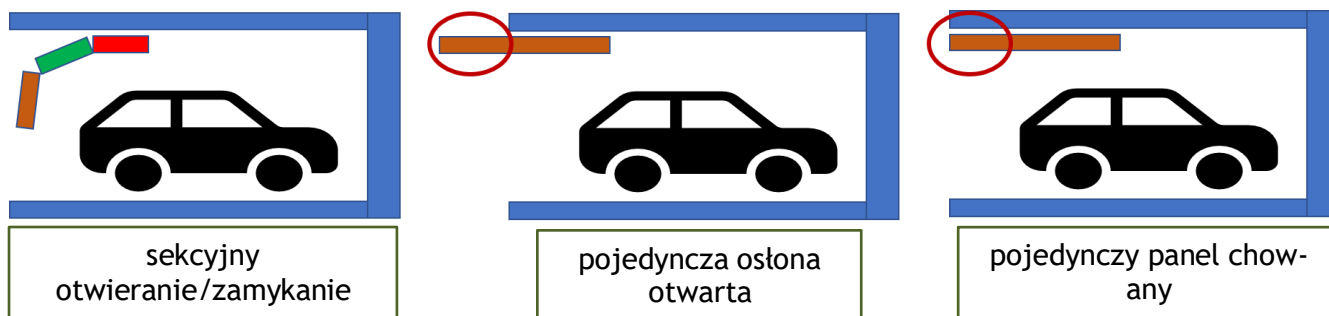 sekcyjny
otwieranie/zamykanie
pojedyncza osłona
otwarta
pojedynczy panel chow-
any